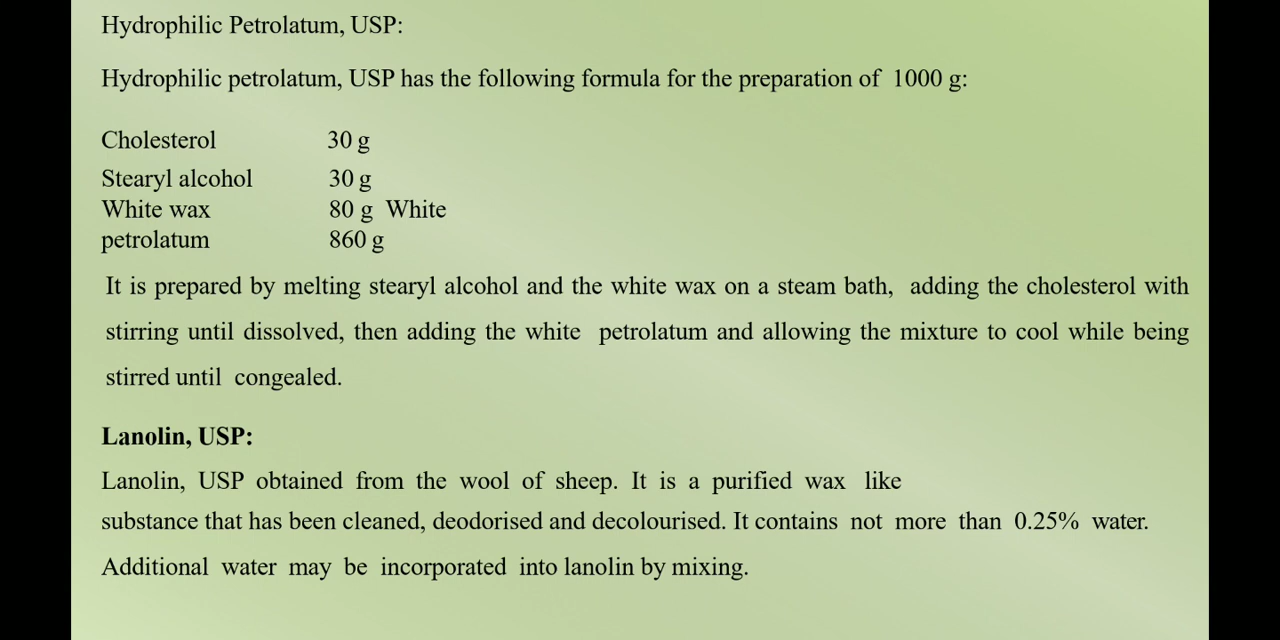 Hydrophilic Petrolatum, USP:
Hydrophilic petrolatum, USP has the following formula for the preparation of 1000 g:
Cholesterol 30 g
Stearyl alcohol 30 g
White wax 80 g White
petrolatum 860 g
It is prepared by melting stearyl alcohol and the white wax on a steam bath, adding the cholesterol with
stirring until dissolved, then adding the white petrolatum and allowing the mixture to cool while being
stirred until congealed.
Lanolin, USP:
Lanolin, USP obtained from the wool of sheep. It is a purified wax like
substance that has been cleaned, deodorised and decolourised. It contains not more than 0.25% water.
Additional water may be incorporated into lanolin by mixing.